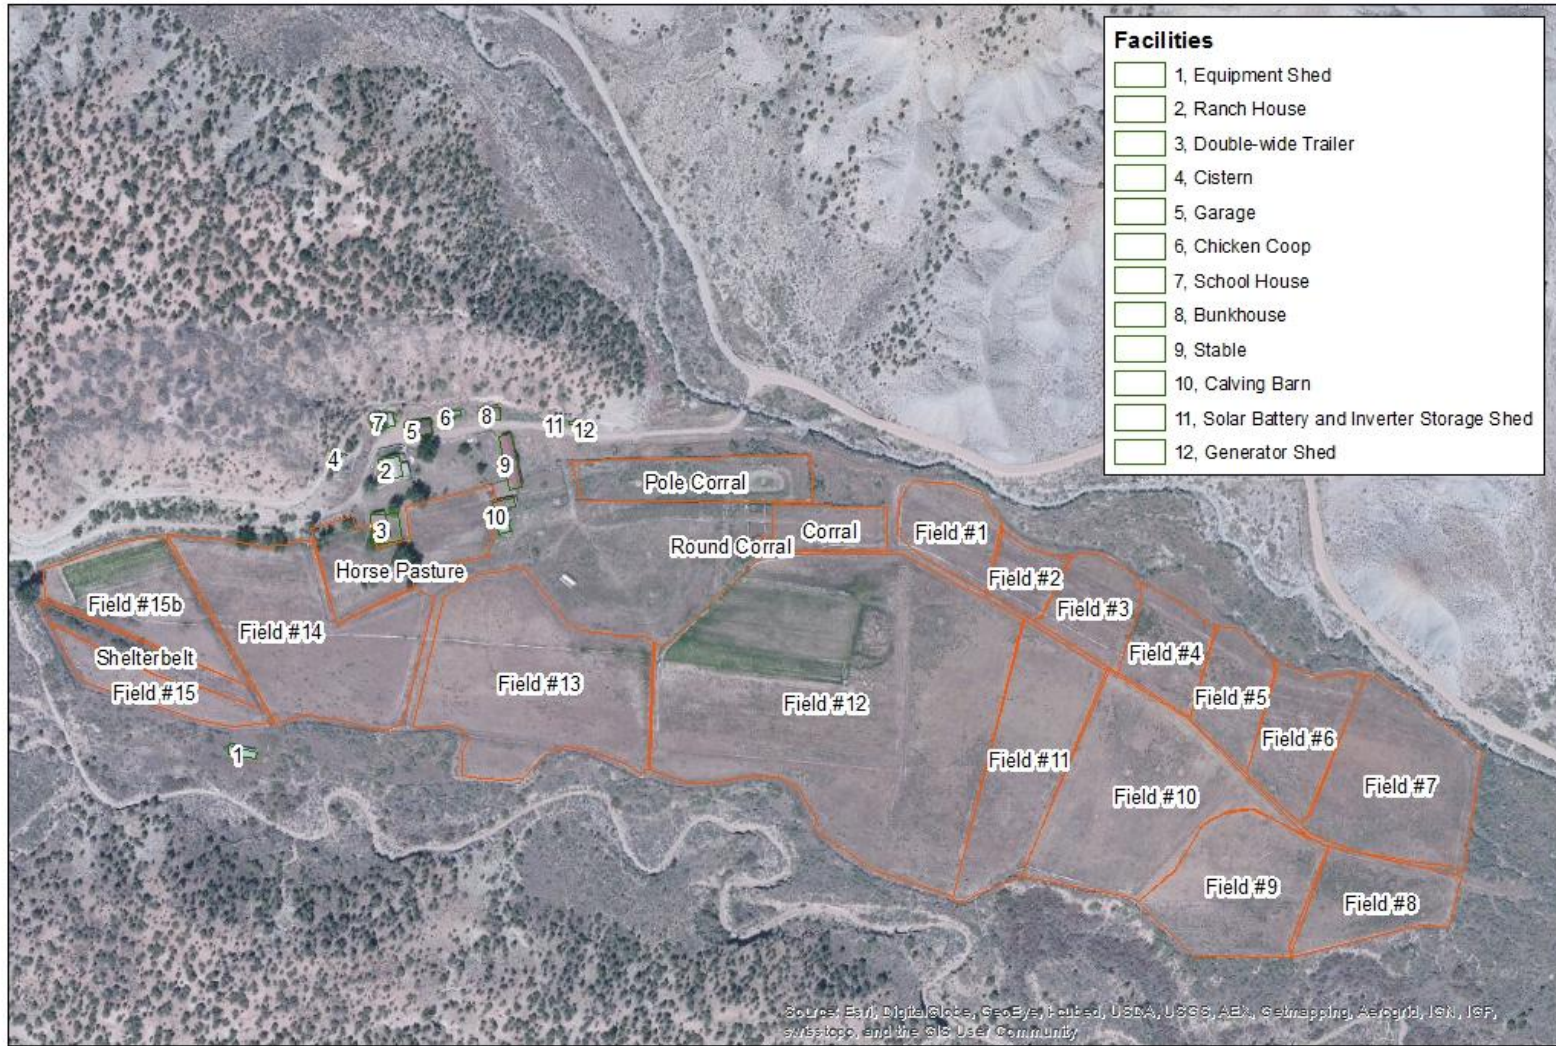 Facilities
1, Equipment Shed
2, Ranch House
3, Double-wide Trailer
4, Cistern
5, Garage
6, Chicken Coop
7, School House
8, Bunkhouse
9, Stable
10, Calving Barn
11, Solar Battery and Inverter Storage Shed
12, Generator Shed
7
5
6
8
11
12
4
2
9
3
10
1
Pole Corral
Corral
Round Corral
Horse Pasture
Field #1
Field #2
Field #3
Field #4
Field #5
Field #6
Field #7
Field #8
Field #9
Field #10
Field #11
Field #12
Field #13
Field #14
Field #15b
Shelterbelt
Field #15
Source: Esri, DigitalGlobe, GeoEye, i-cubed, USDA, USGS, AEX, Getmapping, Aerogrid, IGN, IGP,
swisstopo, and the GIS User Community